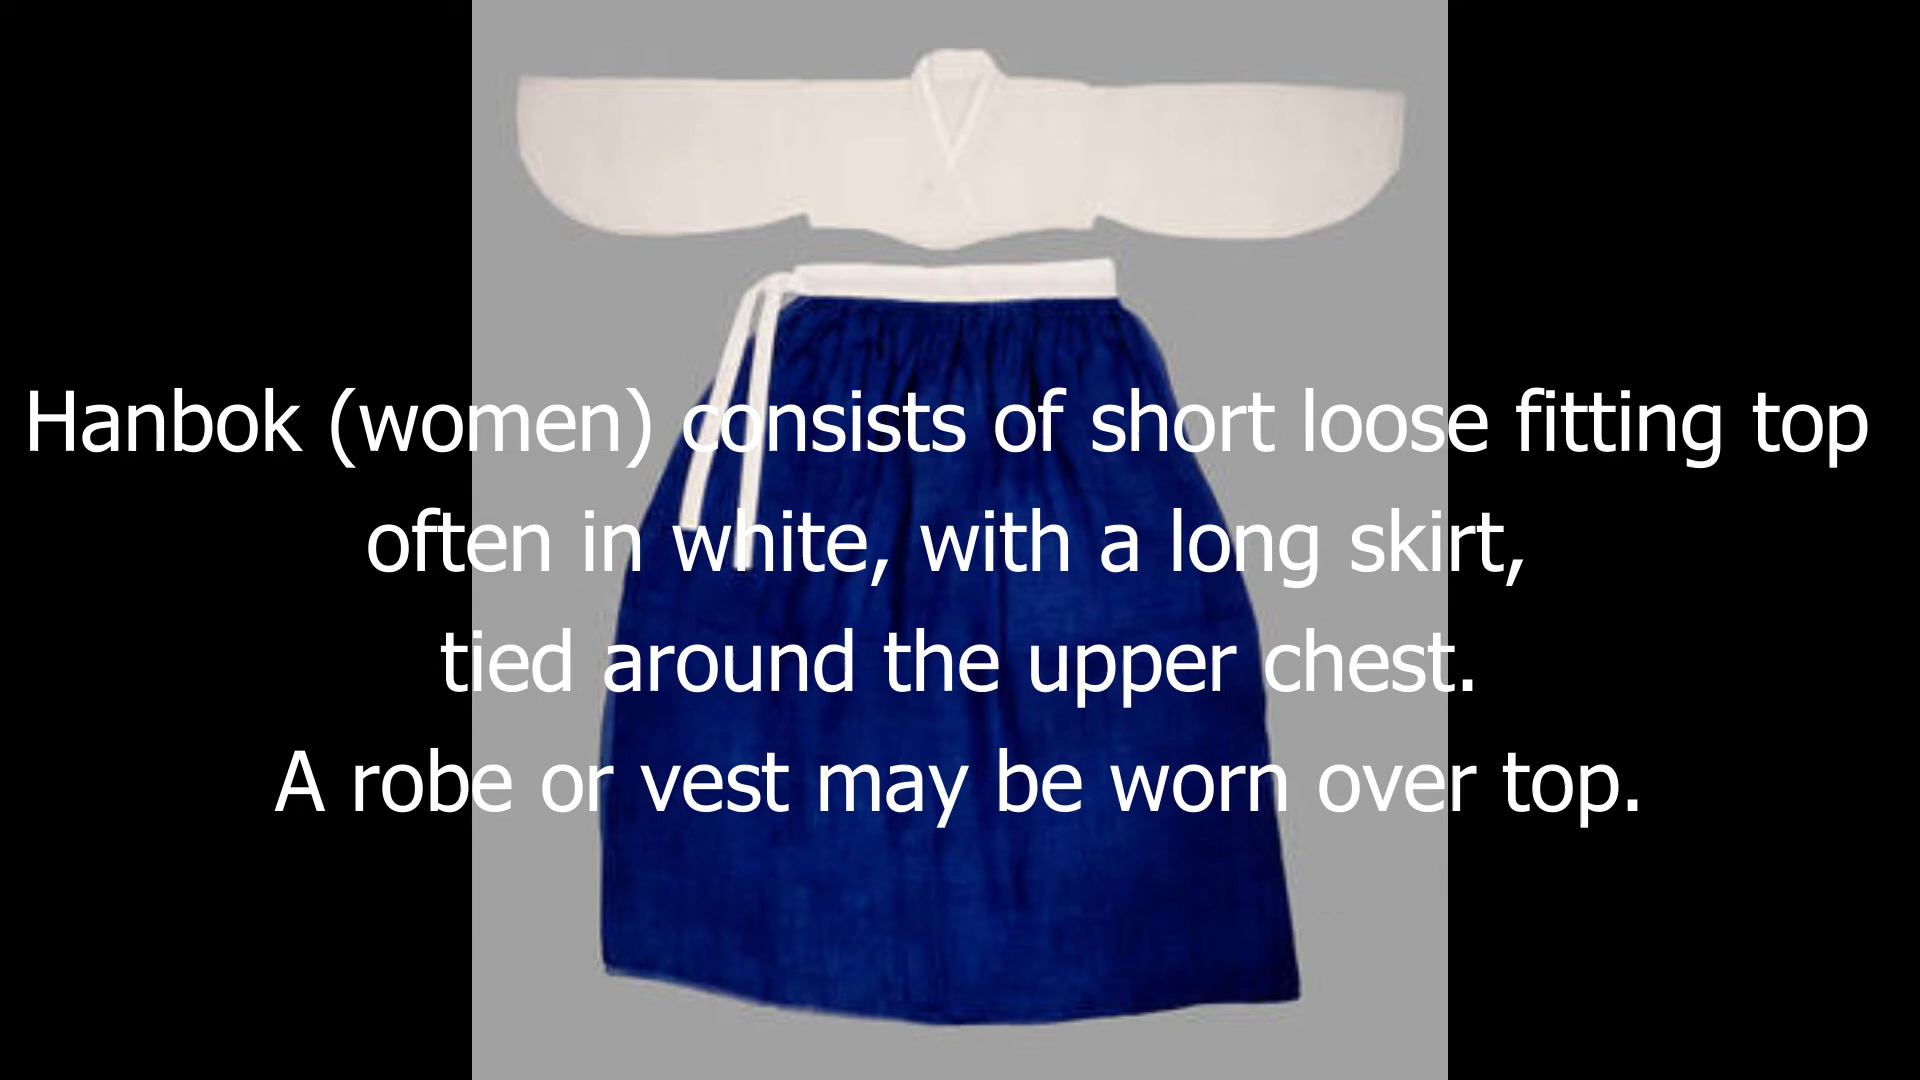 Hanbok (women) consists of short loose fitting top
often in white, with a long skirt,
tied around the upper chest.
A robe or vest may be worn over top.